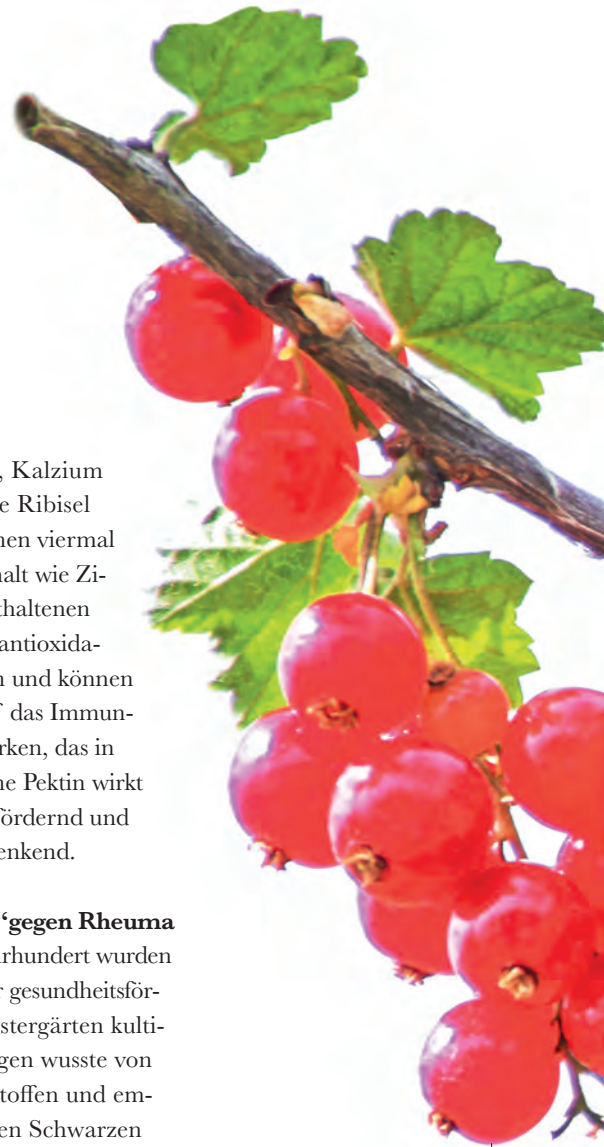 , Kalzium
e Ribisel
nen viermal
halt wie Zi-
thaltenen
antioxida-
n und können
f das Immun-
rken, das in
ne Pektin wirkt
fördernd und
enkend.
‘gegen Rheuma
rhundert wurden
r gesundheitsför-
stergärten kulti-
gen wusste von
toffen und em-
en Schwarzen